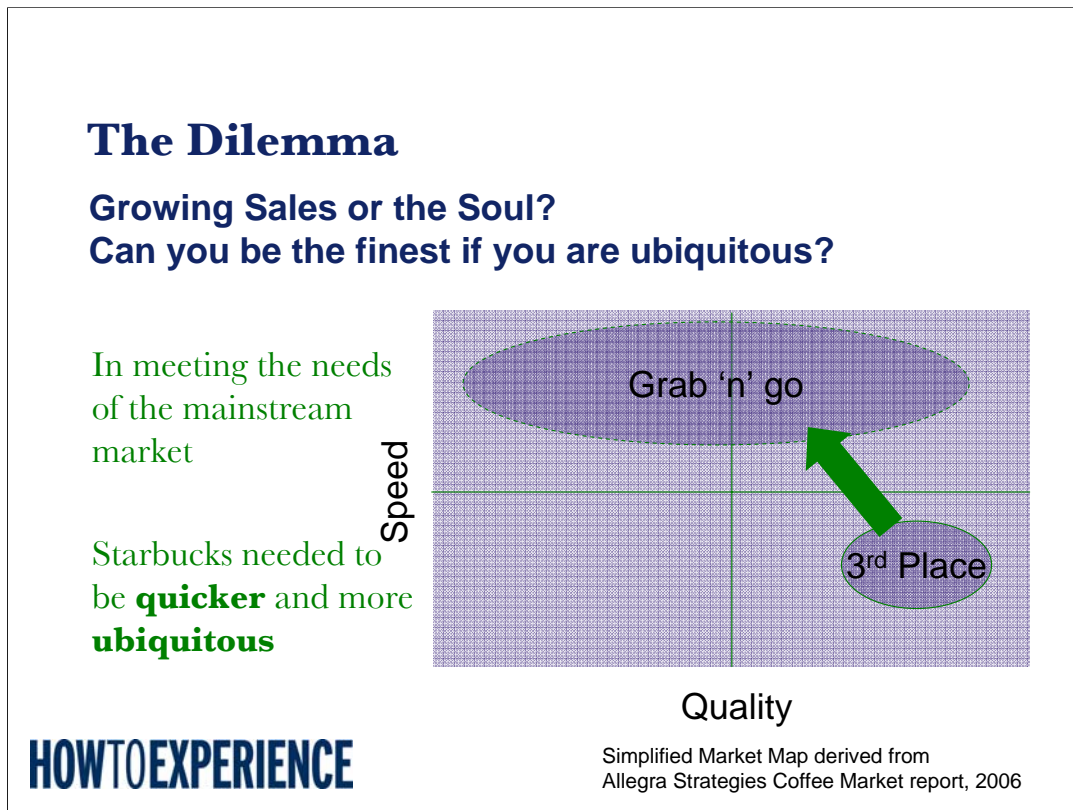 The Dilemma
Growing Sales or the Soul?
Can you be the finest if you are ubiquitous?
In meeting the needs
of the mainstream
market
Starbucks needed to
be quicker and more
ubiquitous
Speed
Grab ‘n’ go
3rd Place
Quality
HOWTOEXPERIENCE
Simplified Market Map derived from
Allegra Strategies Coffee Market report, 2006